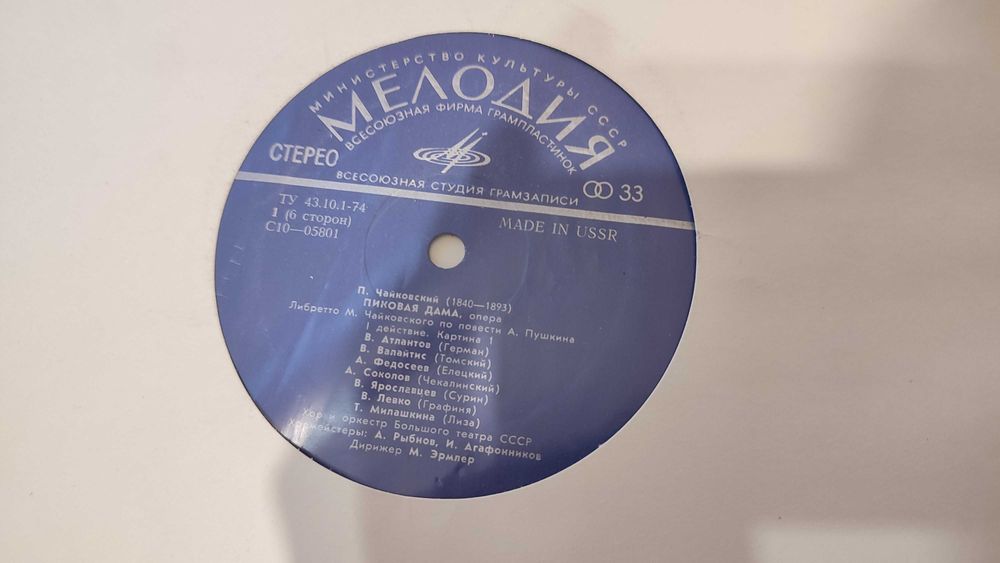 МИНИСТЕРСТВО КУЛЬТУРЫ СССР
МЕЛОДИЯ
ВСЕСОЮЗНАЯ ФИРМА ГРАМПЛАСТИНОК
СТЕРЕО
ВСЕСОЮЗНАЯ СТУДИЯ ГРАМЗАПИСИ
33
ТУ 43.10.1-74
1 (6 сторон)
С10—05801
MADE IN USSR
П. Чайковский (1840—1893)
ПИКОВАЯ ДАМА, опера
Либретто М. Чайковского по повести А. Пушкина
I действие. Картина 1
В. Атлантов (Герман)
В. Валайтис (Томский)
А. Федосеев (Елецкий)
А. Соколов (Чекалинский)
В. Ярославцев (Сурин)
В. Левко (Графиня)
Т. Милашкина (Лиза)
Хор и оркестр Большого театра СССР
Хормейстеры: А. Рыбнов, И. Агафонников
Дирижер М. Эрмлер